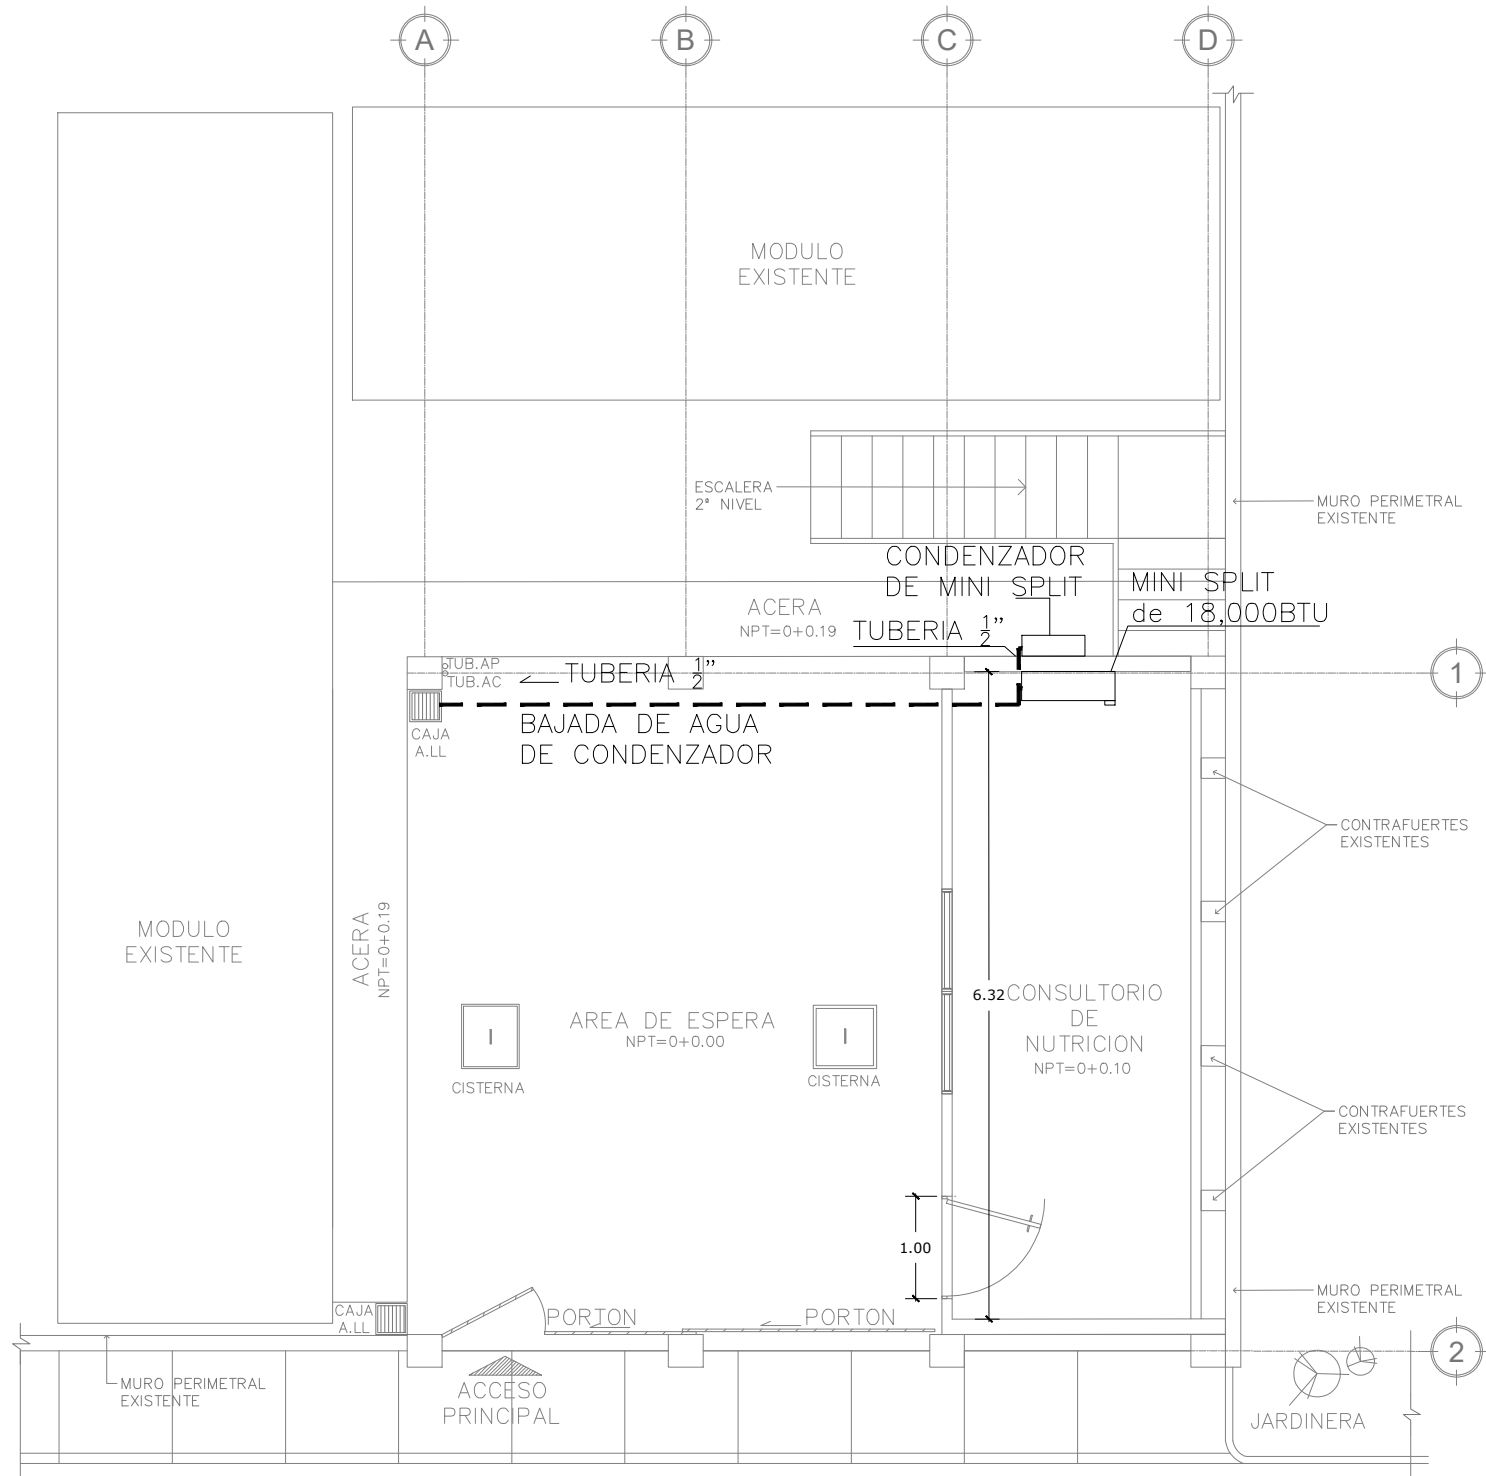 A
B
C
D
MODULO
EXISTENTE
ESCALERA
2° NIVEL
MURO PERIMETRAL
EXISTENTE
CONDENZADOR
DE MINI SPLIT
MINI SPLIT
de 18,000BTU
ACERA
NPT=0+0.19
TUBERIA 1/2”
TUB.AP
TUB.AC
TUBERIA 1/2”
1
BAJADA DE AGUA
DE CONDENZADOR
CAJA
A.LL
CONTRAFUERTES
EXISTENTES
MODULO
EXISTENTE
ACERA
NPT=0+0.19
AREA DE ESPERA
NPT=0+0.00
I
CISTERNA
I
CISTERNA
6.32
CONSULTORIO
DE
NUTRICION
NPT=0+0.10
CONTRAFUERTES
EXISTENTES
1.00
MURO PERIMETRAL
EXISTENTE
CAJA
A.LL
PORTON
PORTON
2
MURO PERIMETRAL
EXISTENTE
ACCESO
PRINCIPAL
JARDINERA